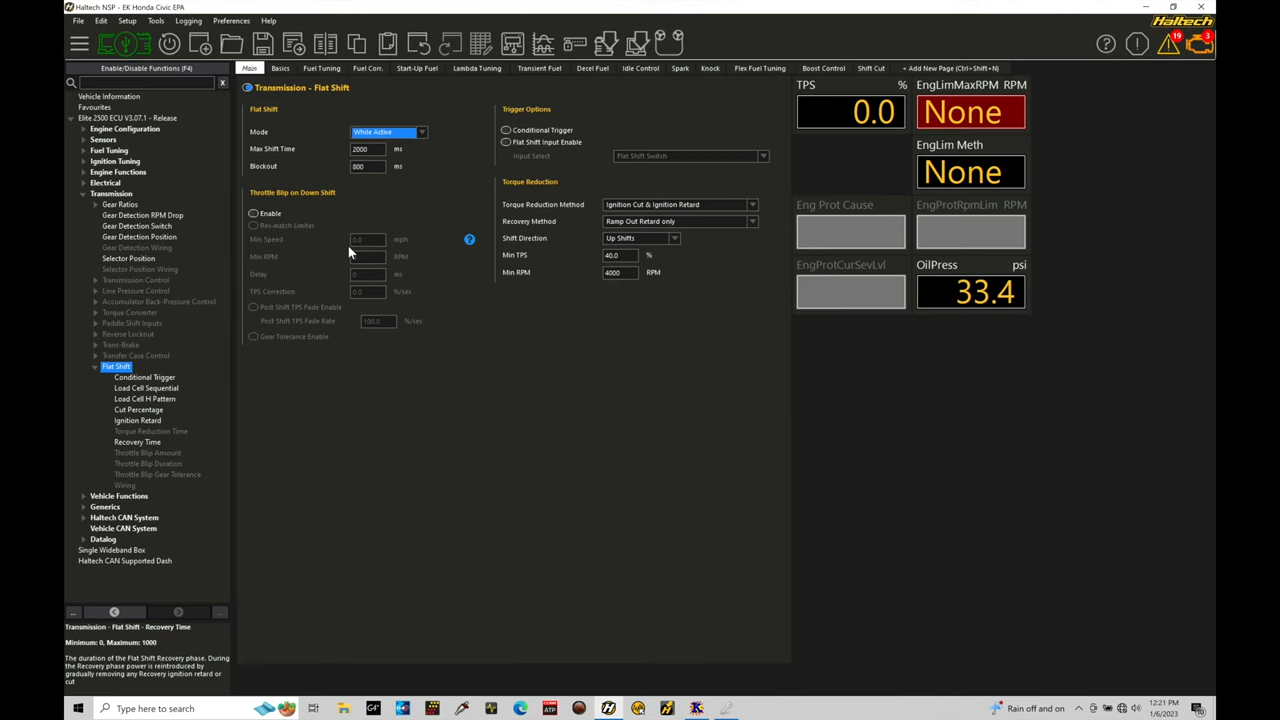 Haltech NSP - EK Honda Civic EPA
File Edit Setup Tools Logging Preferences Help
Haltech
19
3
Enable/Disable Functions (F4)
Main Basics Fuel Tuning Fuel Corr. Start-Up Fuel Lambda Tuning Transient Fuel Decel Fuel Idle Control Spark Knock Flex Fuel Tuning Boost Control Shift Cut + Add New Page (Ctrl+Shift+N)
x
Vehicle Information
Favourites
Elite 2500 ECU V3.07.1 - Release
Engine Configuration
Sensors
Fuel Tuning
Ignition Tuning
Engine Functions
Electrical
Transmission
Gear Ratios
Gear Detection RPM Drop
Gear Detection Switch
Gear Detection Position
Gear Detection Wiring
Selector Position
Selector Position Wiring
Transmission Control
Line Pressure Control
Accumulator Back-Pressure Control
Torque Converter
Paddle Shift Inputs
Reverse Lockout
Trans-Brake
Transfer Case Control
Flat Shift
Conditional Trigger
Load Cell Sequential
Load Cell H Pattern
Cut Percentage
Ignition Retard
Torque Reduction Time
Recovery Time
Throttle Blip Amount
Throttle Blip Duration
Throttle Blip Gear Tolerance
Wiring
Vehicle Functions
Generics
Haltech CAN System
Vehicle CAN System
Datalog
Single Wideband Box
Haltech CAN Supported Dash
... ...
Transmission - Flat Shift - Recovery Time
Minimum: 0, Maximum: 1000
The duration of the Flat Shift Recovery phase. During
the Recovery phase power is reintroduced by
gradually removing any Recovery ignition retard or
cut
Transmission - Flat Shift
Flat Shift
Mode While Active
Max Shift Time 2000 ms
Blockout 800 ms
Throttle Blip on Down Shift
Enable
Rev-match Limiter
Min Speed 0.0 mph
Min RPM RPM
Delay 0 ms
TPS Correction 0.0 %/sec
Post Shift TPS Fade Enable
Post Shift TPS Fade Rate 100.0 %/sec
Gear Tolerance Enable
?
Trigger Options
Conditional Trigger
Flat Shift Input Enable
Input Select Flat Shift Switch
Torque Reduction
Torque Reduction Method Ignition Cut & Ignition Retard
Recovery Method Ramp Out Retard only
Shift Direction Up Shifts
Min TPS 40.0 %
Min RPM 4000 RPM
TPS %
0.0
EngLimMaxRPM RPM
None
EngLim Meth
None
Eng Prot Cause
EngProtRpmLim RPM
EngProtCurSevLvl
OilPress psi
33.4
Type here to search
G4+
ATP
Rain off and on
12:21 PM
1/6/2023
10